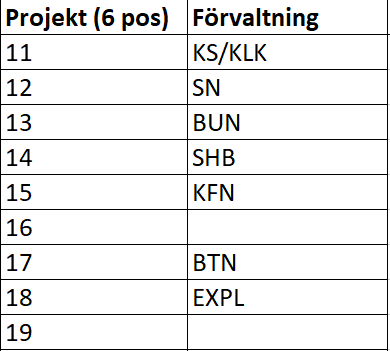 Projekt (6 pos) Förvaltning
11 KS/KLK
12 SN
13 BUN
14 SHB
15 KFN
16
17 BTN
18 EXPL
19